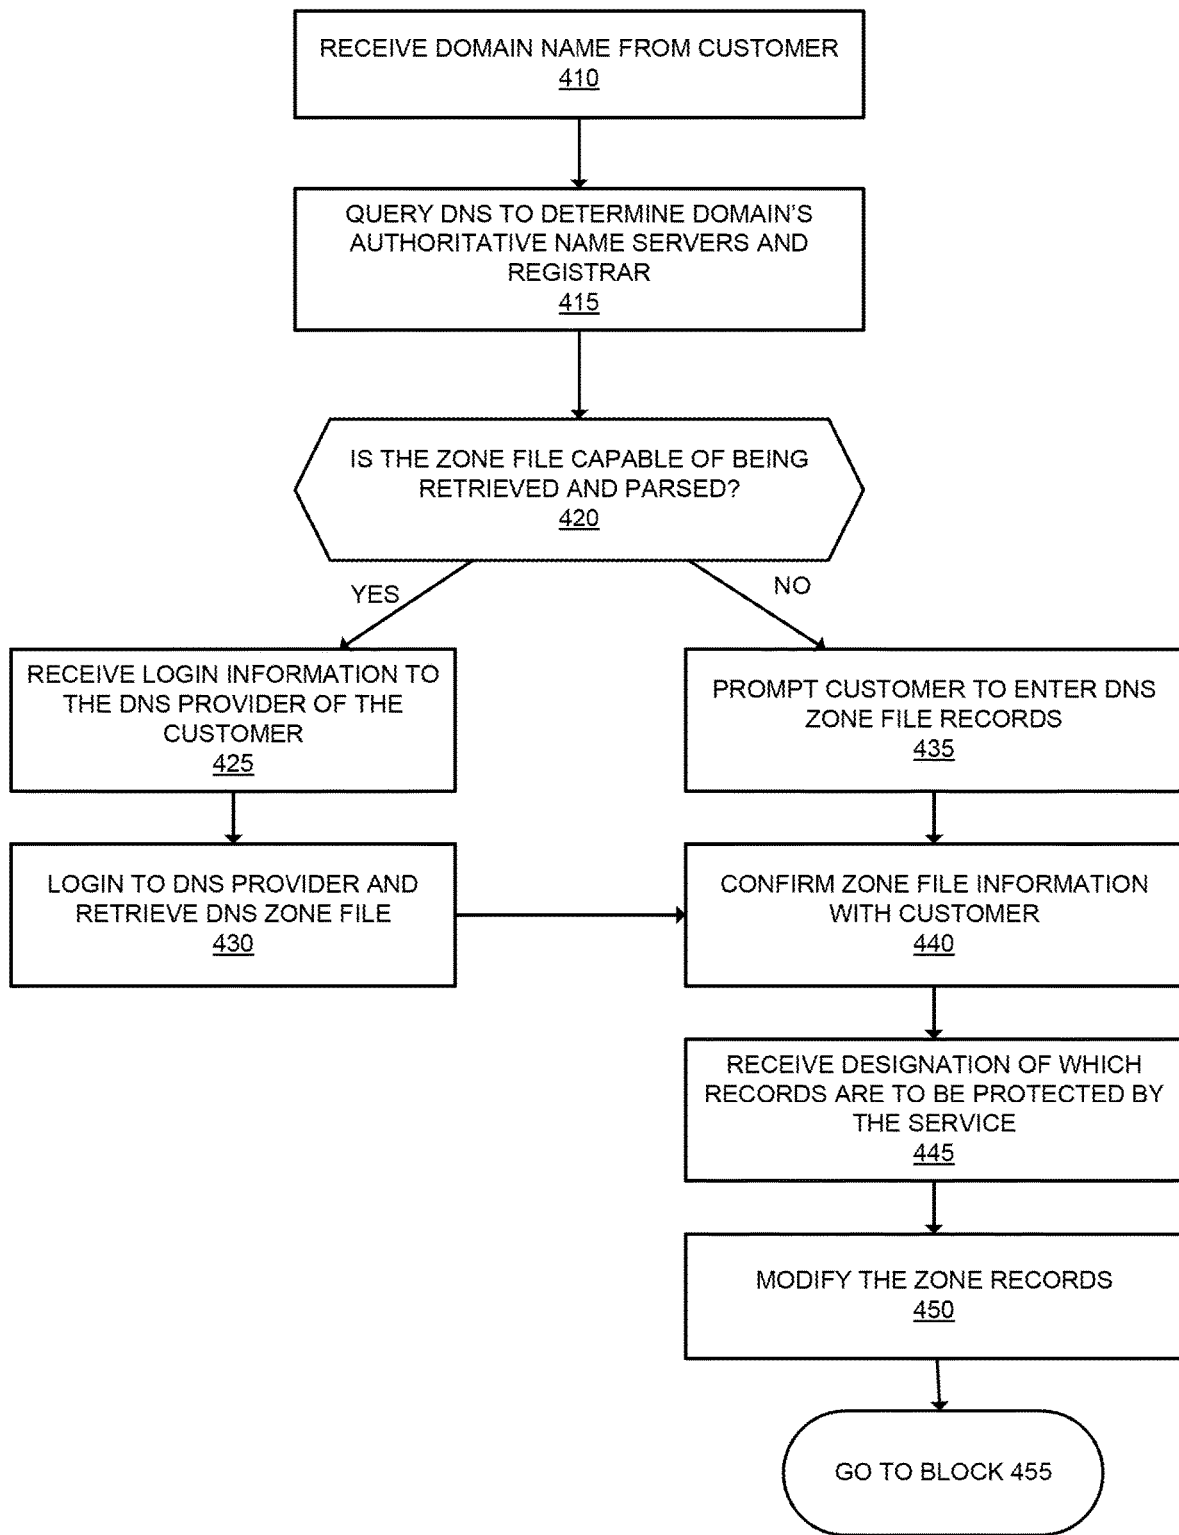 RECEIVE DOMAIN NAME FROM CUSTOMER
410
QUERY DNS TO DETERMINE DOMAIN'S
AUTHORITATIVE NAME SERVERS AND
REGISTRAR
415
IS THE ZONE FILE CAPABLE OF BEING
RETRIEVED AND PARSED?
420
YES
NO
RECEIVE LOGIN INFORMATION TO
THE DNS PROVIDER OF THE
CUSTOMER
425
PROMPT CUSTOMER TO ENTER DNS
ZONE FILE RECORDS
435
LOGIN TO DNS PROVIDER AND
RETRIEVE DNS ZONE FILE
430
CONFIRM ZONE FILE INFORMATION
WITH CUSTOMER
440
RECEIVE DESIGNATION OF WHICH
RECORDS ARE TO BE PROTECTED BY
THE SERVICE
445
MODIFY THE ZONE RECORDS
450
GO TO BLOCK 455